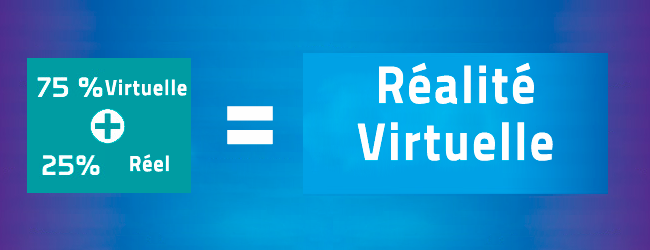 75 % Virtuelle
+
25% Réel
=
Réalité
Virtuelle